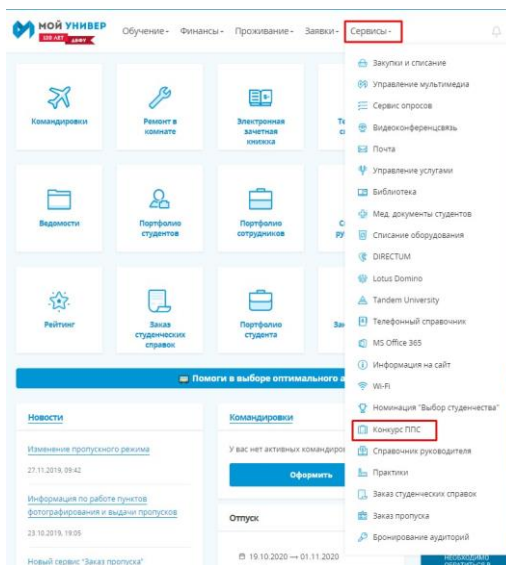 МОЙ УНИВЕР
120 ЛЕТ ДВФУ
Обучение
Финансы
Проживание
Заявки
Сервисы
Командировки
Ремонт в
комнате
Электронная
зачетная
книжка
Ведомости
Портфолио
студентов
Портфолио
сотрудников
Рейтинг
Заказ
студенческих
справок
Портфолио
студента
Закупки и списание
Управление мультимедиа
Сервис опросов
Видеоконференцсвязь
Почта
Управление услугами
Библиотека
Мед. документы студентов
Списание оборудования
DIRECTUM
Lotus Domino
Tandem University
Телефонный справочник
MS Office 365
Информация на сайт
Wi-Fi
Номинация "Выбор студенчества"
Конкурс ППС
Справочник руководителя
Практики
Заказ студенческих справок
Заказ пропуска
Бронирование аудиторий
Помоги в выборе оптимального
Новости
Изменение пропускного режима
27.11.2019, 09:42
Информация по работе пунктов
фотографирования и выдачи пропусков
23.10.2019, 19:05
Новый сервис "Заказ пропуска"
Командировки
У вас нет активных
Оформить
Отпуск
19.10.2020 — 01.11.2020
НЕОБХОДИМО